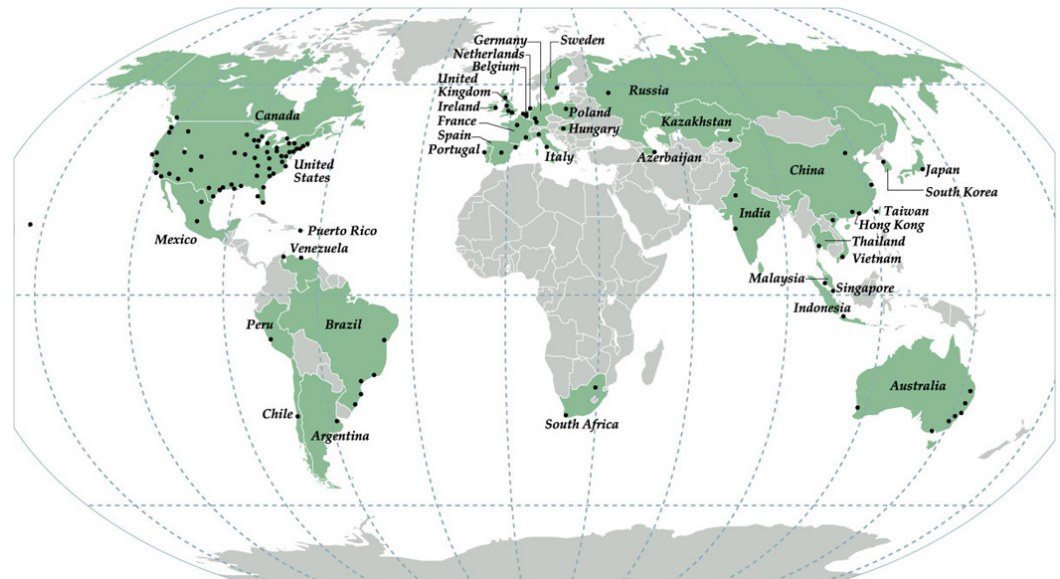 Germany
Sweden
Netherlands
Belgium
United
Kingdom
Ireland
France
Spain
Portugal
Italy
Poland
Hungary
Russia
Kazakhstan
Azerbaijan
China
Japan
South Korea
Taiwan
Hong Kong
India
Thailand
Vietnam
Malaysia
Singapore
Indonesia
Canada
United
States
Mexico
Puerto Rico
Venezuela
Peru
Brazil
Chile
Argentina
South Africa
Australia